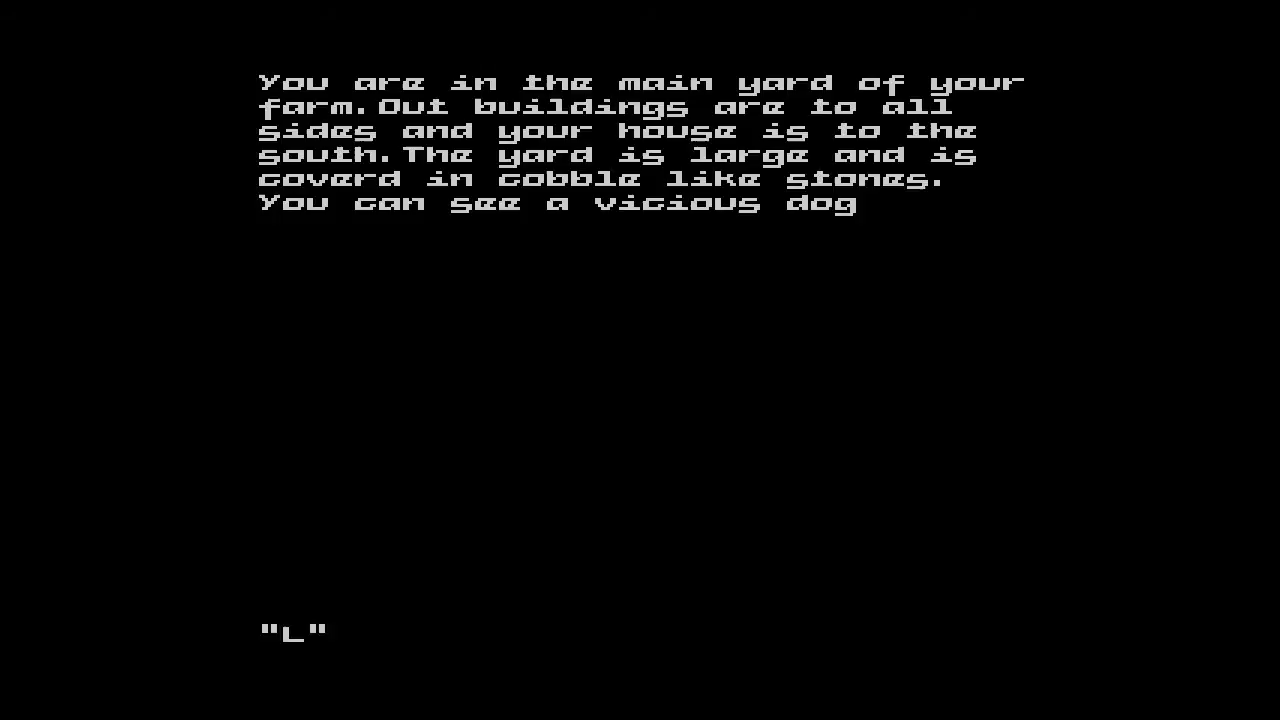 You are in the main yard of your
farm.Out buildings are to all
sides and your house is to the
south.The yard is large and is
coverd in cobble like stones.
You can see a vicious dog
"L"